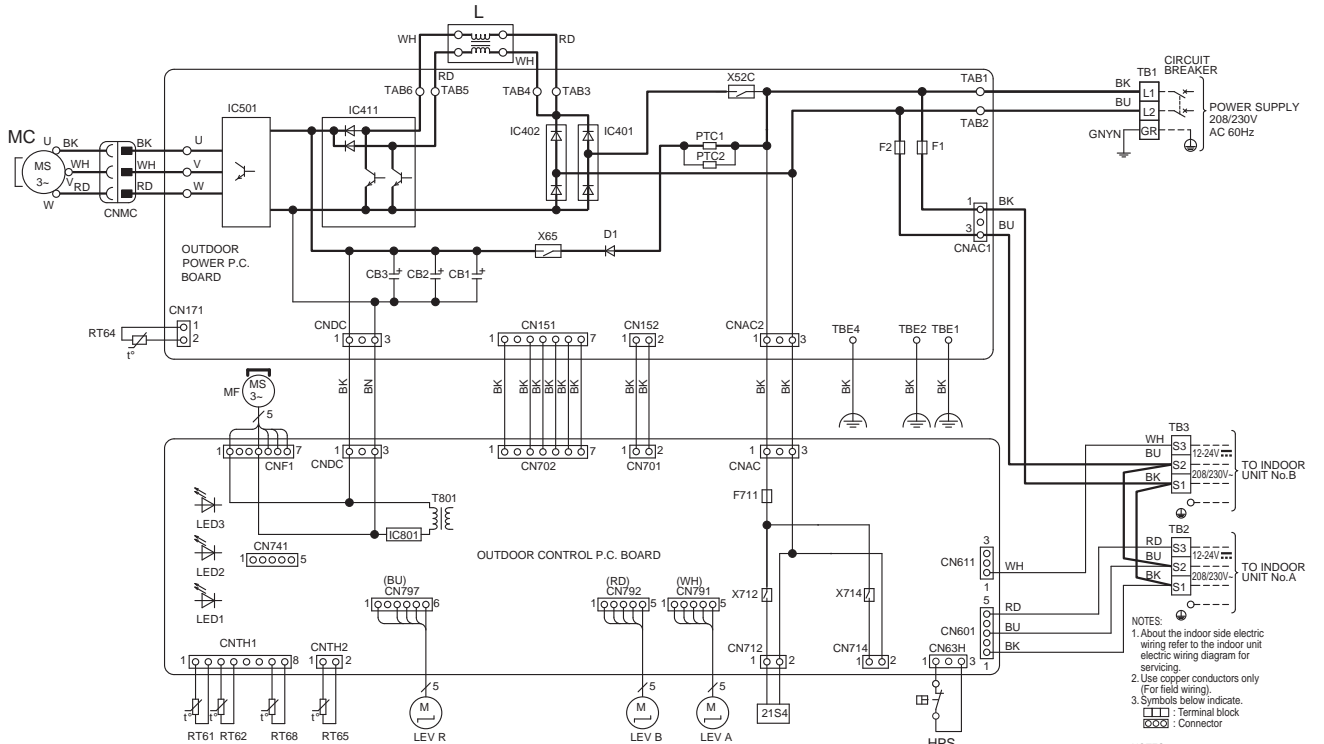 L
WH
RD
WH
RD
TAB6
TAB5
TAB4
TAB3
X52C
TAB1
TAB2
TB1
CIRCUIT
BREAKER
BK
L1
BU
L2
GNYN
GR
POWER SUPPLY
208/230V
AC 60Hz
IC501
IC411
IC402
IC401
PTC1
PTC2
F2
F1
MC
U
BK
BK
U
MS
3~
WH
WH
V
V
RD
RD
W
W
CNMC
1
BK
3
BU
CNAC1
OUTDOOR
POWER P.C.
BOARD
X65
D1
CB3
+
CB2
+
CB1
+
CN171
1
2
RT64
t°
CNDC
1
3
CN151
1
7
CN152
1
2
CNAC2
1
3
TBE4
TBE2
TBE1
BK
BN
BK
BK
BK
BK
BK
BK
BK
BK
BK
BK
MF
MS
3~
5
1
7
CNF1
1
3
CNDC
1
7
CN702
1
2
CN701
CNAC
1
3
TB3
WH
S3
12-24V
BU
S2
208/230V~
BK
S1
TO INDOOR
UNIT No.B
LED3
LED2
LED1
T801
IC801
CN741
1
5
F711
OUTDOOR CONTROL P.C. BOARD
3
CN611
WH
1
TB2
RD
S3
12-24V
BU
S2
208/230V~
BK
S1
TO INDOOR
UNIT No.A
(BU)
CN797
1
6
(RD)
CN792
1
5
(WH)
CN791
1
5
X712
X714
5
RD
CN601
BU
BK
1
CNTH1
1
8
CNTH2
1
2
CN712
1
2
CN714
1
2
CN63H
1
3
t°
t°
t°
t°
RT61
RT62
RT68
RT65
5
M
LEV R
5
M
LEV B
5
M
LEV A
21S4
HPS
NOTES:
1. About the indoor side electric
wiring refer to the indoor unit
electric wiring diagram for
servicing.
2. Use copper conductors only
(For field wiring).
3. Symbols below indicate.
: Terminal block
: Connector